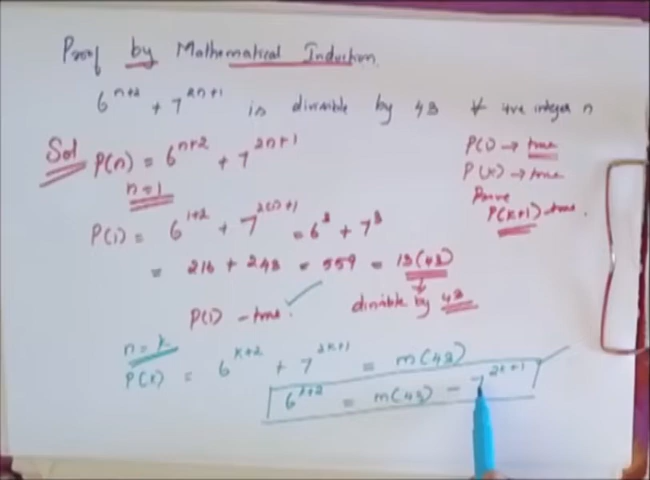 Proof by Mathematical Induction.
6^{n+2} + 7^{2n+1} is divisible by 43 ∀ +ve integer n
Sol P(n) = 6^{n+2} + 7^{2n+1}
n=1
P(1) → true
P(k) → true
Prove
P(k+1) → true.
P(1) = 6^{1+2} + 7^{2(1)+1} = 6^3 + 7^3
= 216 + 343 = 559 = 13(43)
↓
P(1) – true. ✓ divisible by 43
n=k
P(k) = 6^{k+2} + 7^{2k+1} = m(43)
6^{k+2} = m(43) – 7^{2k+1}